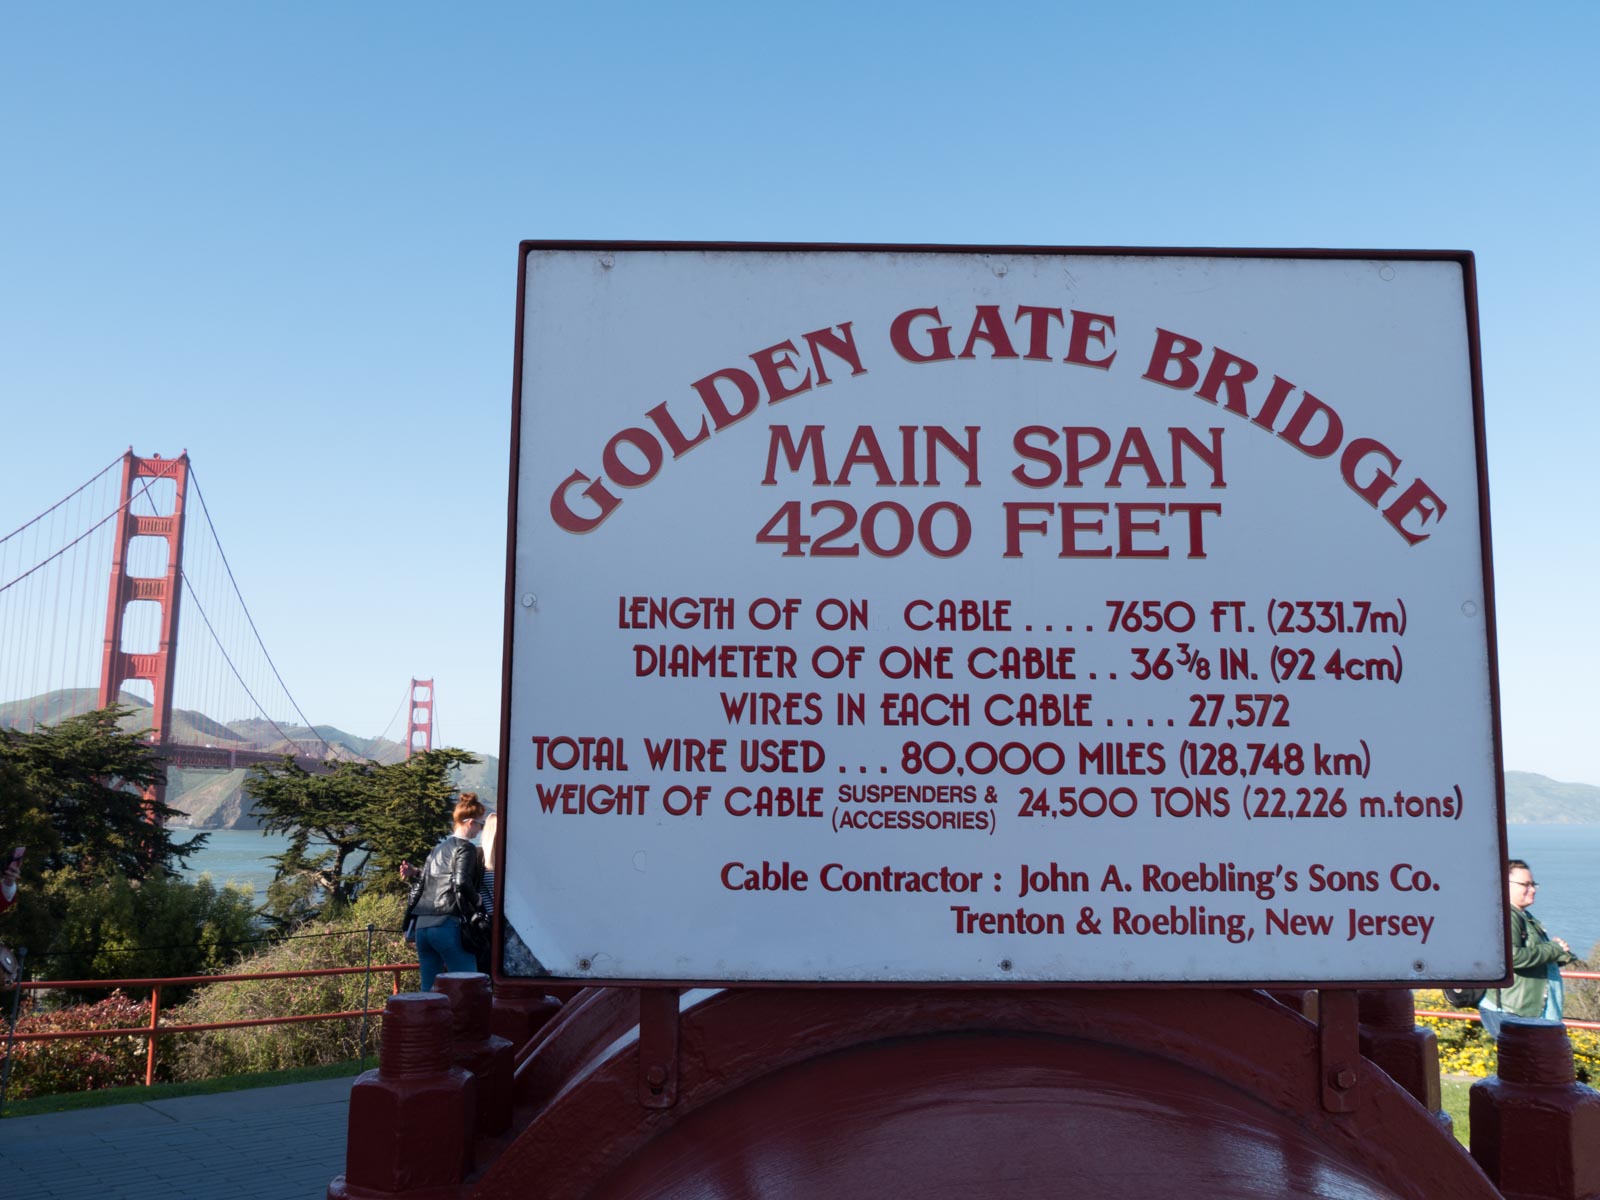 GOLDEN GATE BRIDGE
MAIN SPAN
4200 FEET
LENGTH OF ON CABLE .... 7650 FT. (2331.7m)
DIAMETER OF ONE CABLE .. 36 3/8 IN. (92 4cm)
WIRES IN EACH CABLE .... 27,572
TOTAL WIRE USED ... 80,000 MILES (128,748 km)
WEIGHT OF CABLE SUSPENDERS & (ACCESSORIES) 24,500 TONS (22,226 m.tons)
Cable Contractor : John A. Roebling's Sons Co.
Trenton & Roebling, New Jersey